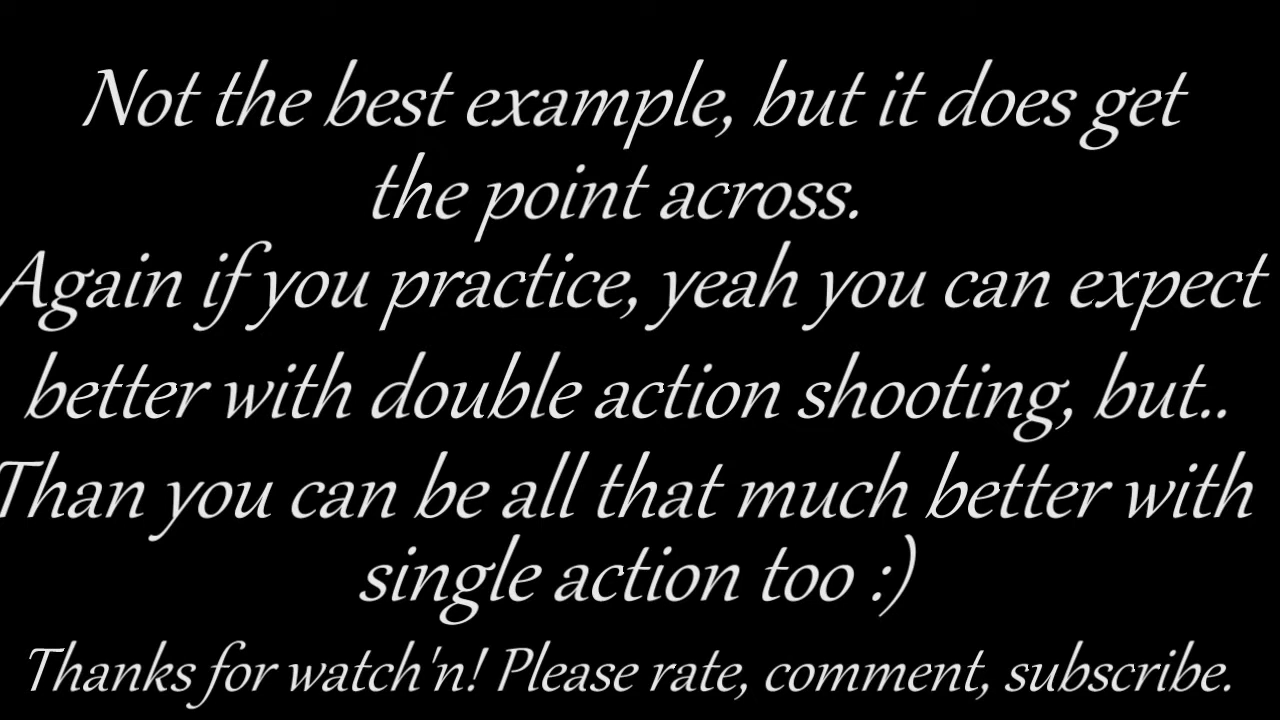 Not the best example, but it does get
the point across.
Again if you practice, yeah you can expect
better with double action shooting, but..
Than you can be all that much better with
single action too :)
Thanks for watch'n! Please rate, comment, subscribe.